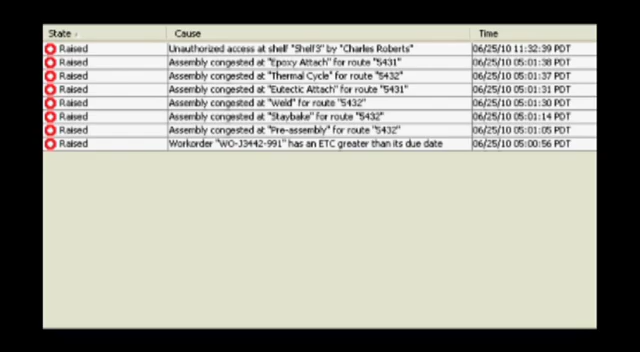 State Cause Time
Raised Unauthorized access at shelf "Shelf3" by "Charles Roberts" 06/25/10 11:32:39 PDT
Raised Assembly congested at "Epoxy Attach" for route "5431" 06/25/10 05:01:38 PDT
Raised Assembly congested at "Thermal Cycle" for route "5432" 06/25/10 05:01:37 PDT
Raised Assembly congested at "Eutectic Attach" for route "5431" 06/25/10 05:01:31 PDT
Raised Assembly congested at "Weld" for route "5432" 06/25/10 05:01:30 PDT
Raised Assembly congested at "Staybake" for route "5432" 06/25/10 05:01:14 PDT
Raised Assembly congested at "Pre-assembly" for route "5432" 06/25/10 05:01:05 PDT
Raised Workorder "WO-J3442-991" has an ETC greater than its due date 06/25/10 05:00:56 PDT